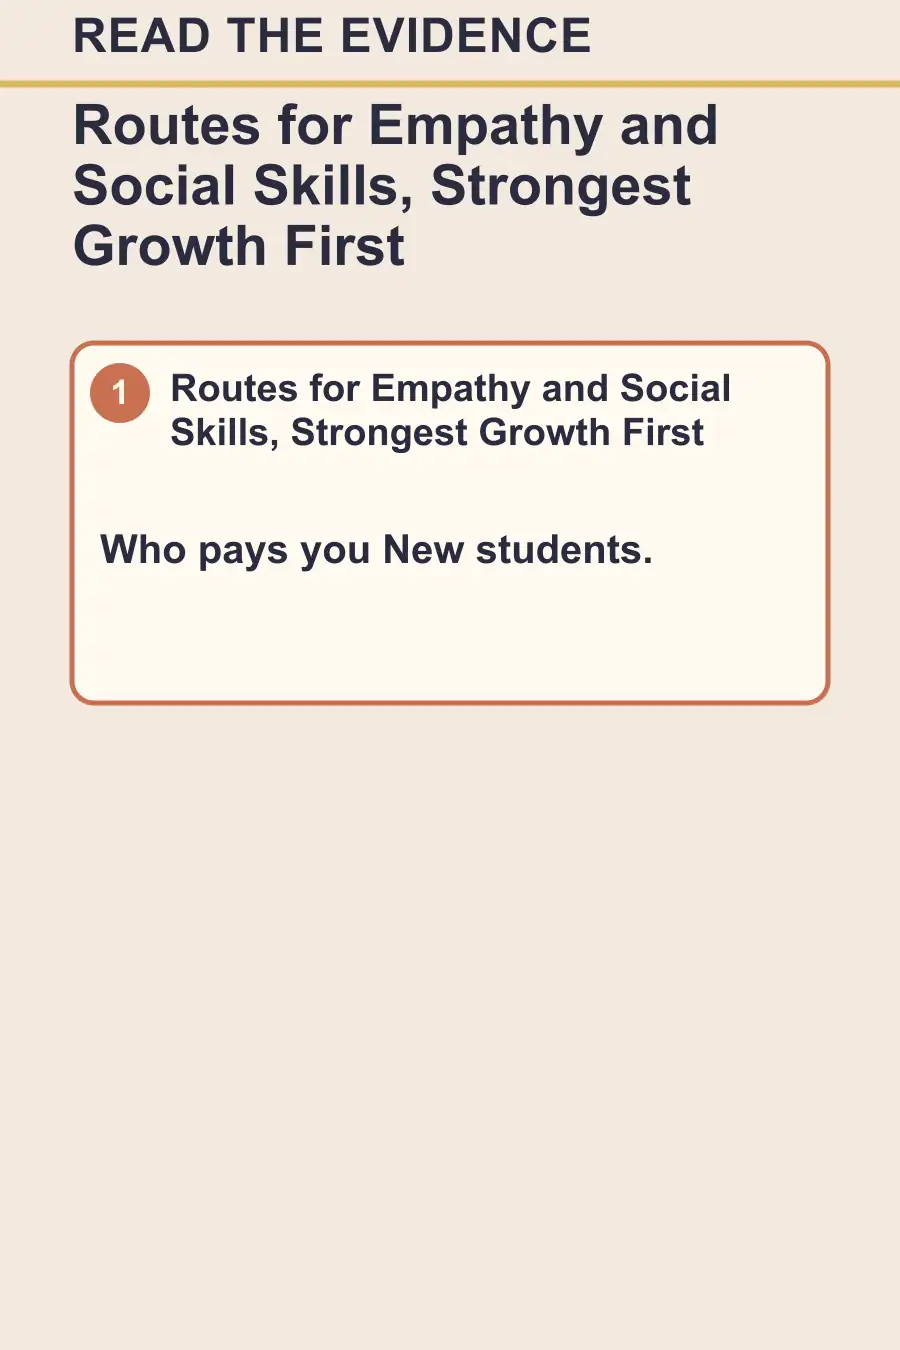 READ THE EVIDENCE
Routes for Empathy and
Social Skills, Strongest
Growth First
1
Routes for Empathy and Social
Skills, Strongest Growth First
Who pays you New students.